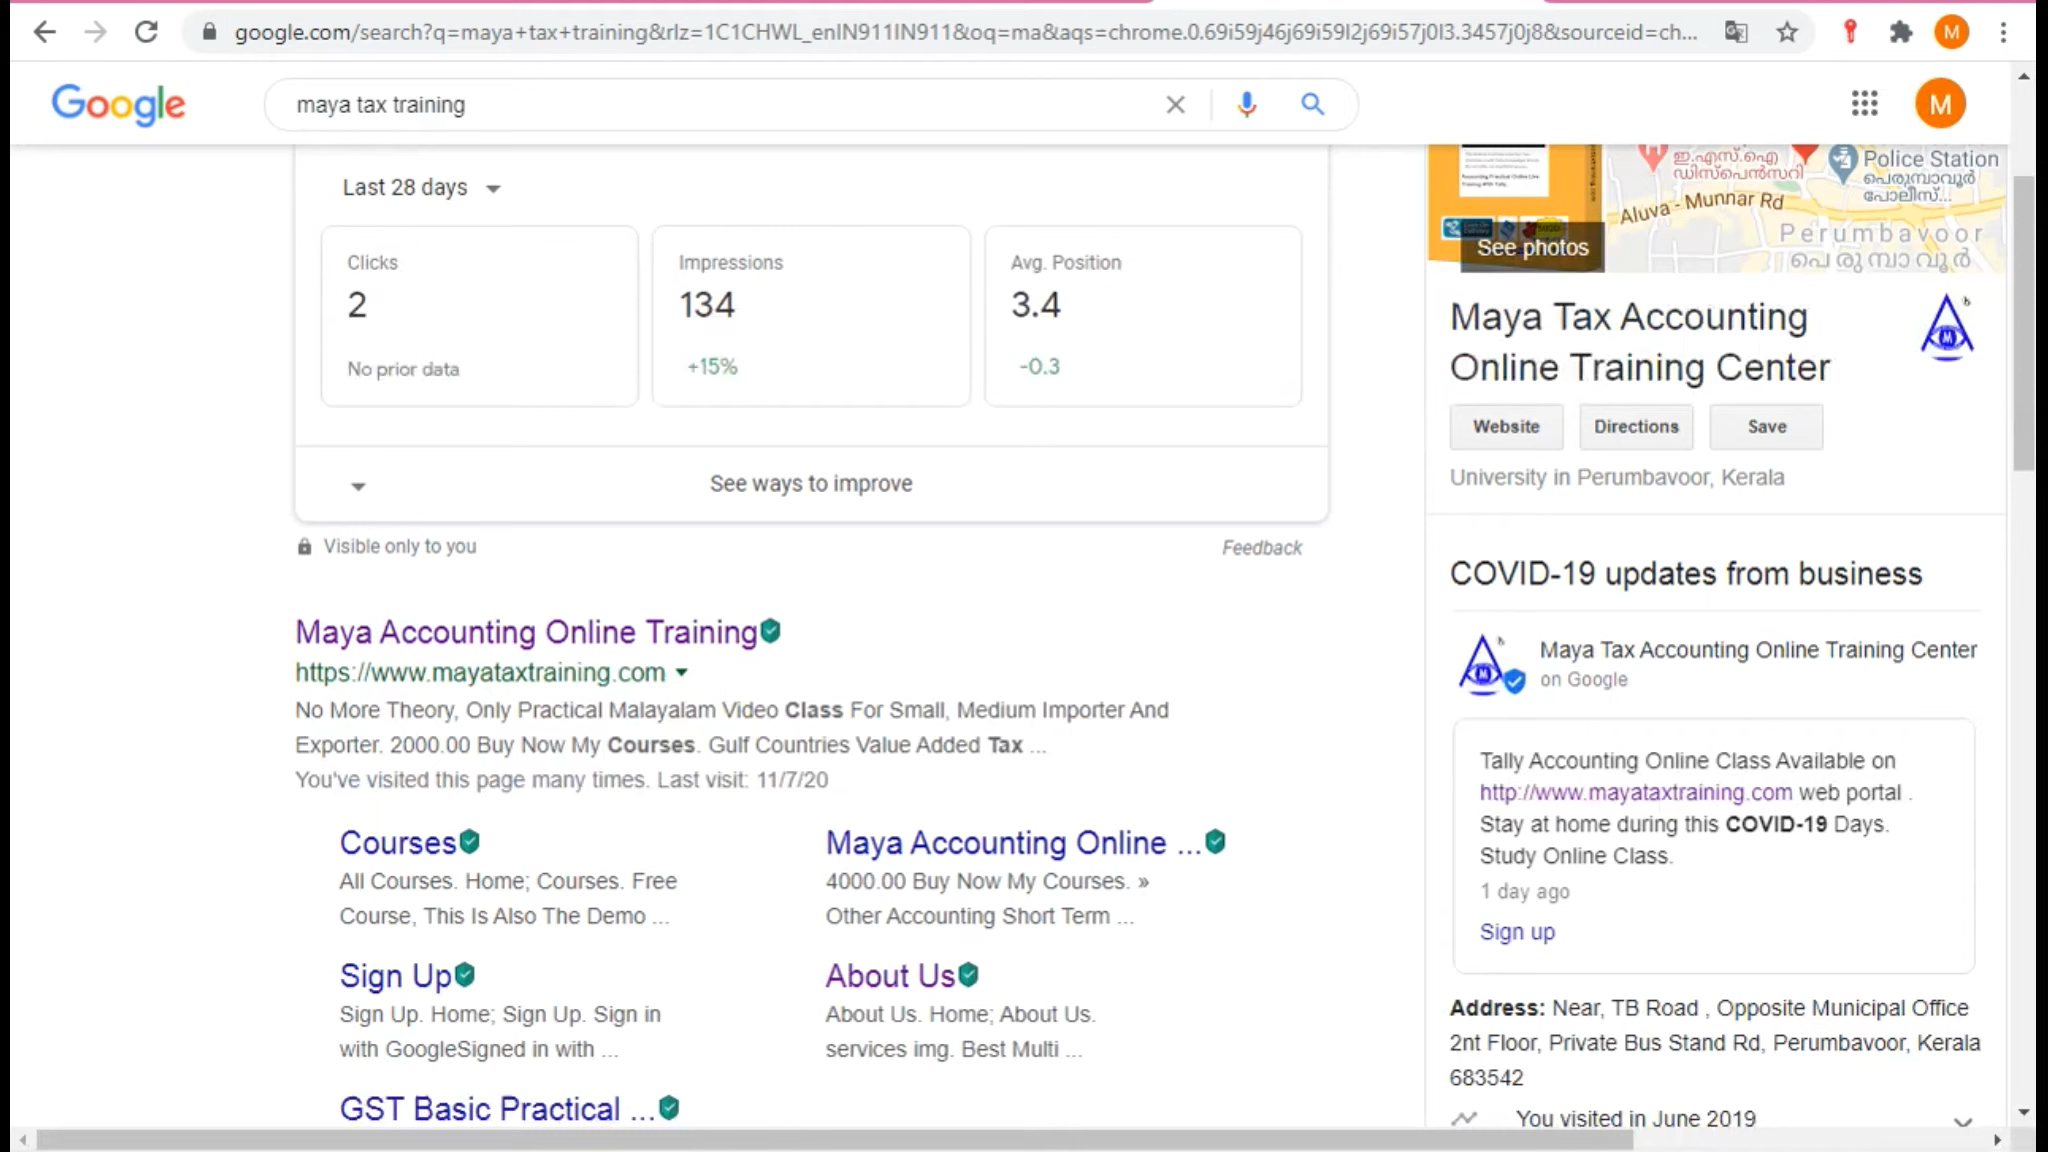 google.com/search?q=maya+tax+training&rlz=1C1CHWL_enIN911IN911&oq=ma&aqs=chrome.0.69i59j46j69i59l2j69i57j0l3.3457j0j8&sourceid=ch...
M
Google
maya tax training
M
Last 28 days
Clicks
2
No prior data
Impressions
134
+15%
Avg. Position
3.4
-0.3
See ways to improve
Visible only to you
Feedback
Maya Accounting Online Training
https://www.mayataxtraining.com
No More Theory, Only Practical Malayalam Video Class For Small, Medium Importer And
Exporter. 2000.00 Buy Now My Courses. Gulf Countries Value Added Tax ...
You've visited this page many times. Last visit: 11/7/20
Courses
All Courses. Home; Courses. Free
Course, This Is Also The Demo ...
Maya Accounting Online ...
4000.00 Buy Now My Courses. »
Other Accounting Short Term ...
Sign Up
Sign Up. Home; Sign Up. Sign in
with GoogleSigned in with ...
About Us
About Us. Home; About Us.
services img. Best Multi ...
GST Basic Practical ...
See photos
ഇ.എസ്.ഐ
ഡിസ്പെൻസറി
Police Station
പെരുമ്പാവൂർ
പോലീസ്...
Aluva - Munnar Rd
Perumbavoor
പെരുമ്പാവൂർ
Maya Tax Accounting
Online Training Center
Website
Directions
Save
University in Perumbavoor, Kerala
COVID-19 updates from business
Maya Tax Accounting Online Training Center
on Google
Tally Accounting Online Class Available on
http://www.mayataxtraining.com web portal .
Stay at home during this COVID-19 Days.
Study Online Class.
1 day ago
Sign up
Address: Near, TB Road , Opposite Municipal Office
2nt Floor, Private Bus Stand Rd, Perumbavoor, Kerala
683542
You visited in June 2019